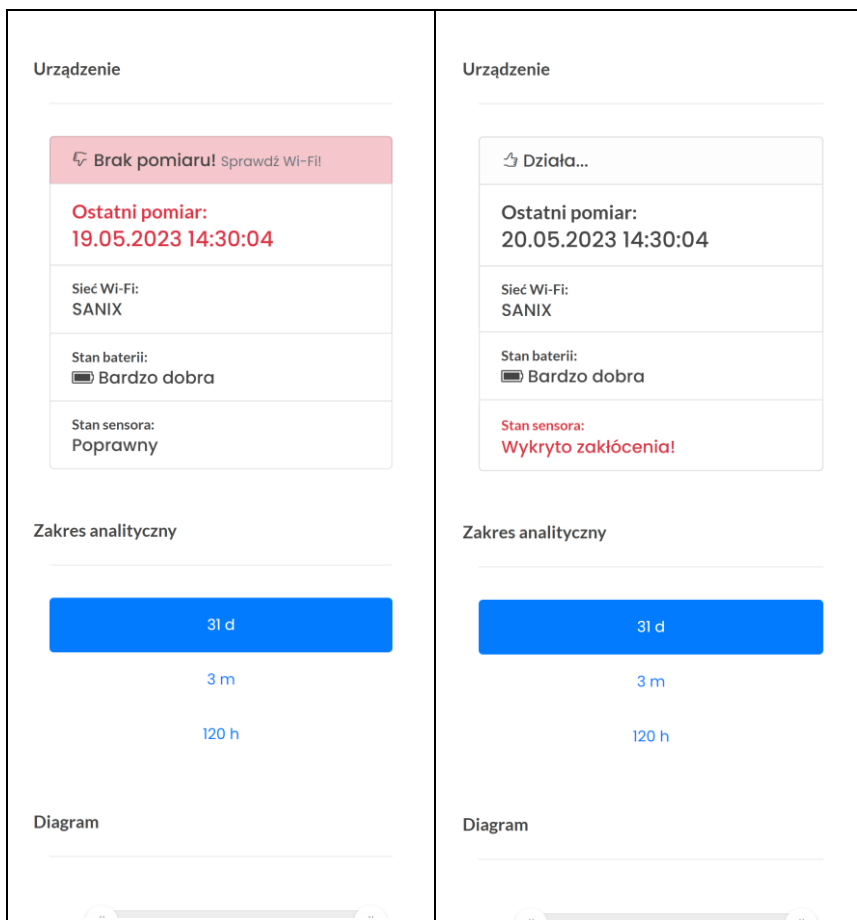 Urządzenie
Brak pomiaru! Sprawdź Wi-Fi!
Ostatni pomiar:
19.05.2023 14:30:04
Sieć Wi-Fi:
SANIX
Stan baterii:
Bardzo dobra
Stan sensora:
Poprawny
Zakres analityczny
31 d
3 m
120 h
Diagram
Urządzenie
Działa...
Ostatni pomiar:
20.05.2023 14:30:04
Sieć Wi-Fi:
SANIX
Stan baterii:
Bardzo dobra
Stan sensora:
Wykryto zakłócenia!
Zakres analityczny
31 d
3 m
120 h
Diagram